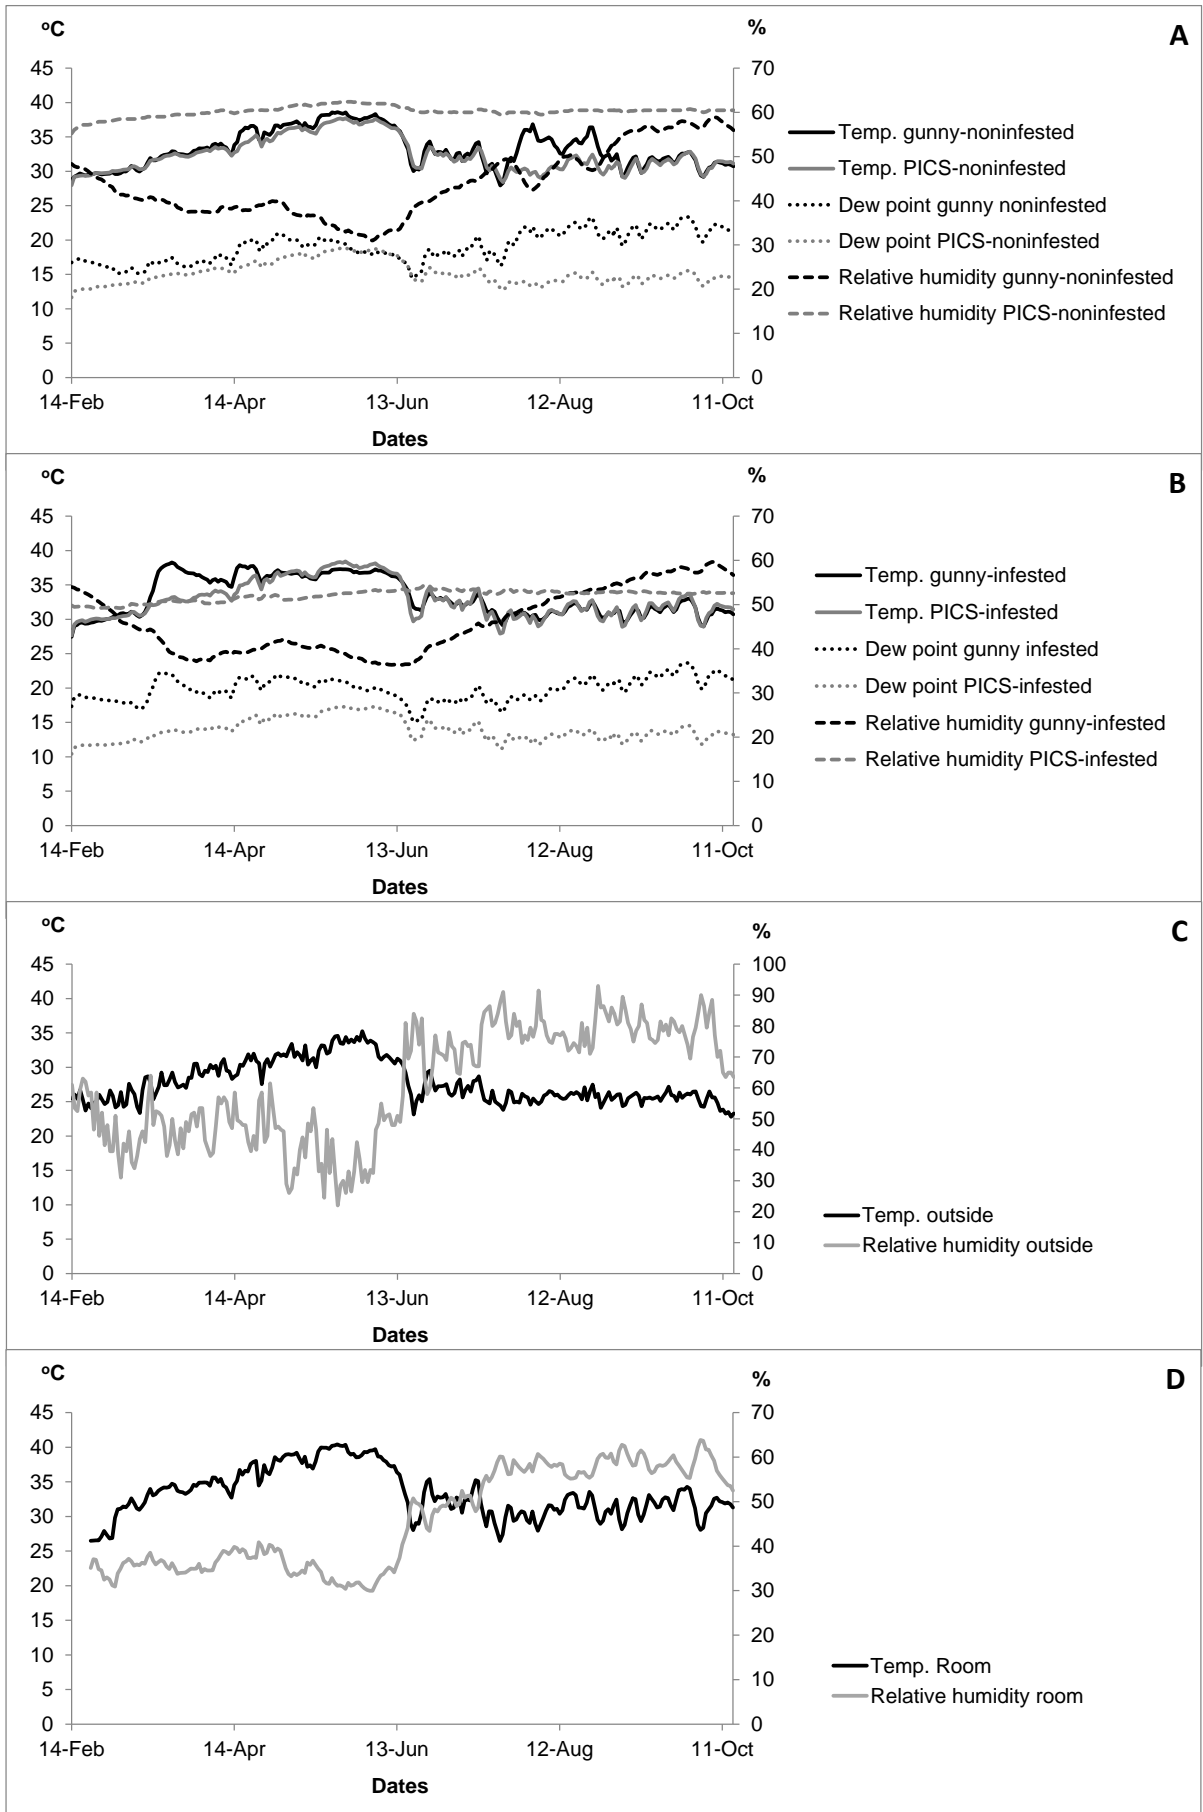 ºC
%
A
45
40
35
30
25
20
15
10
5
0
70
60
50
40
30
20
10
0
14-Feb
14-Apr
13-Jun
12-Aug
11-Oct
Dates
Temp. gunny-noninfested
Temp. PICS-noninfested
Dew point gunny noninfested
Dew point PICS-noninfested
Relative humidity gunny-noninfested
Relative humidity PICS-noninfested
ºC
%
B
45
40
35
30
25
20
15
10
5
0
70
60
50
40
30
20
10
0
14-Feb
14-Apr
13-Jun
12-Aug
11-Oct
Dates
Temp. gunny-infested
Temp. PICS-infested
Dew point gunny infested
Dew point PICS-infested
Relative humidity gunny-infested
Relative humidity PICS-infested
ºC
%
C
45
40
35
30
25
20
15
10
5
0
100
90
80
70
60
50
40
30
20
10
0
14-Feb
14-Apr
13-Jun
12-Aug
11-Oct
Dates
Temp. outside
Relative humidity outside
ºC
%
D
45
40
35
30
25
20
15
10
5
0
70
60
50
40
30
20
10
0
14-Feb
14-Apr
13-Jun
12-Aug
11-Oct
Dates
Temp. Room
Relative humidity room